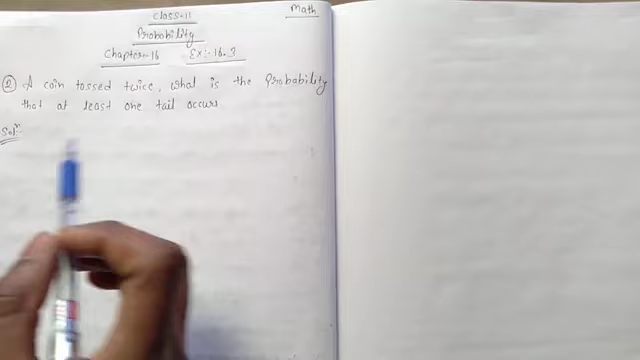 Class-11
Math
Probability
Chapter-16 Ex:-16.3
② A coin tossed twice, what is the Probability
that at least one tail occurs
Solⁿ